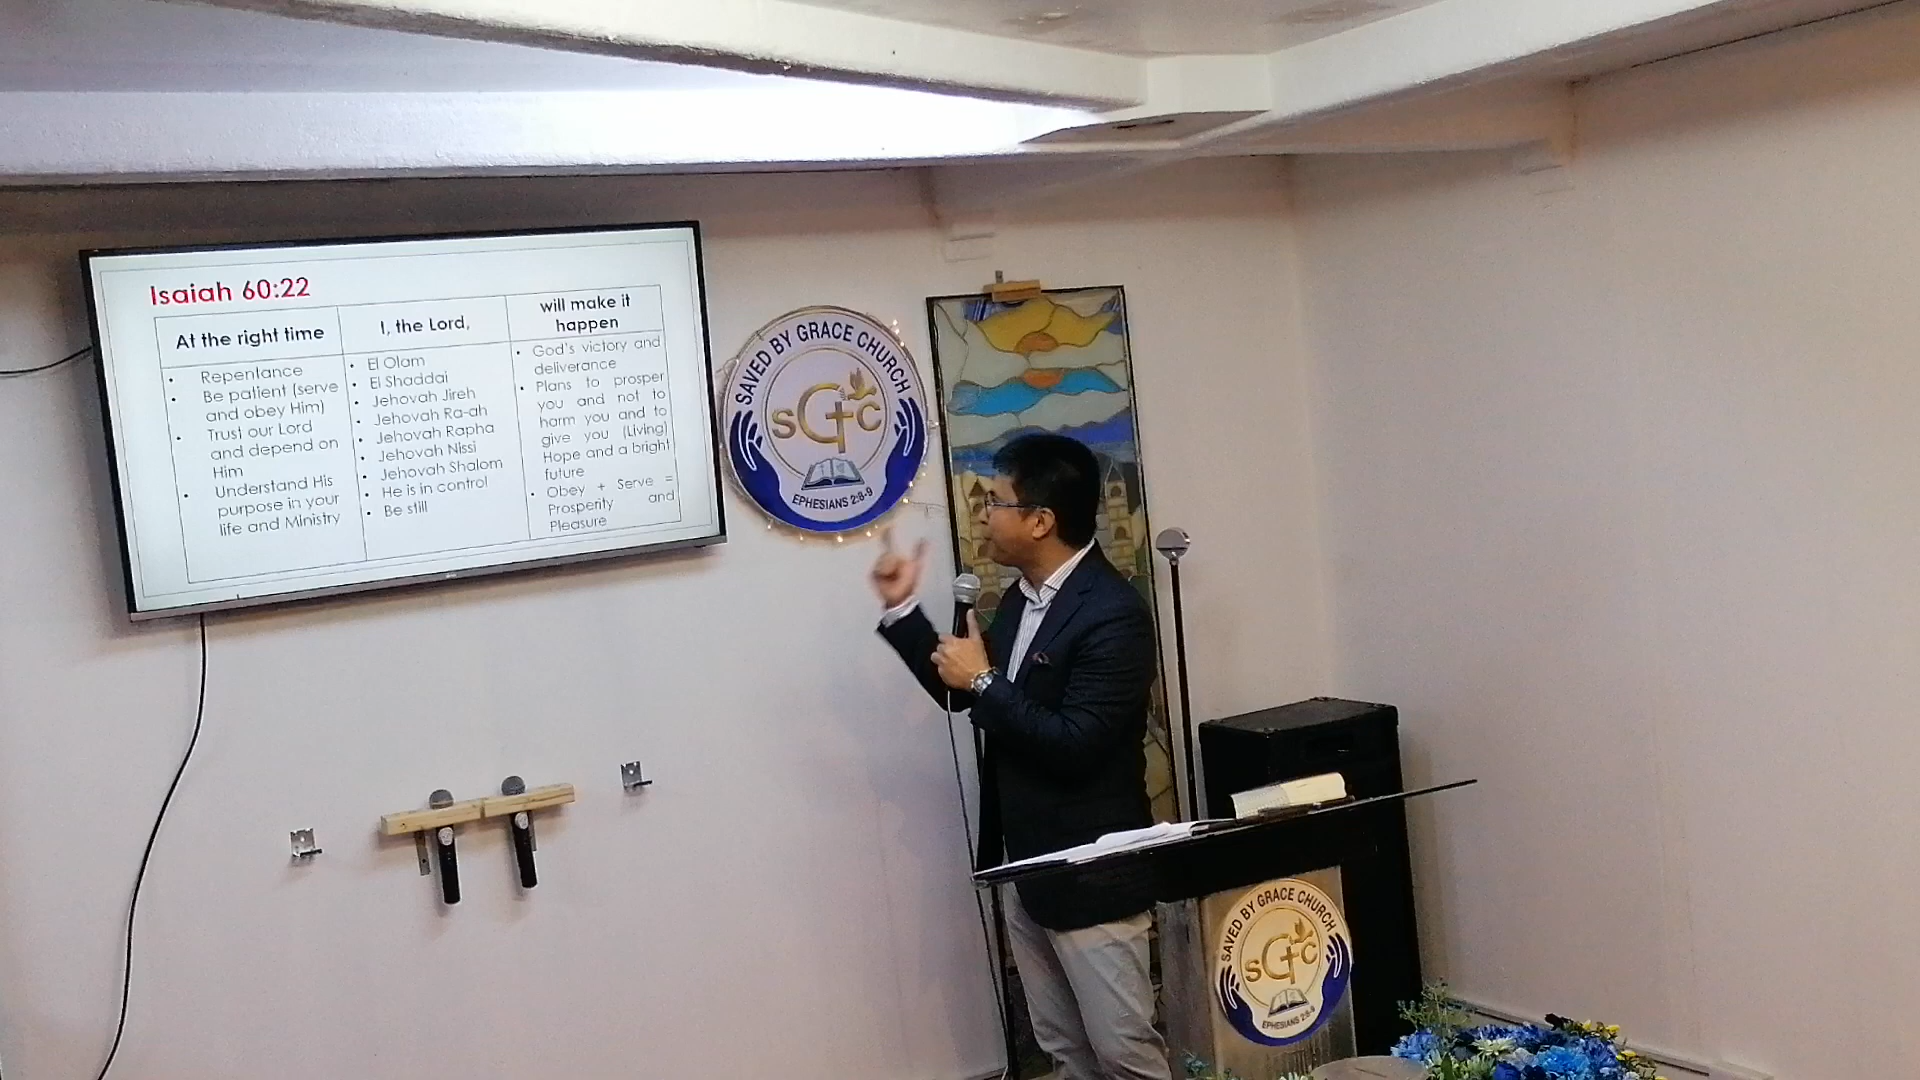 Isaiah 60:22
At the right time
• Repentance
• Be patient (serve
and obey Him)
• Trust our Lord
and depend on
Him
• Understand His
purpose in your
life and Ministry
I, the Lord,
• El Olam
• El Shaddai
• Jehovah Jireh
• Jehovah Ra-ah
• Jehovah Rapha
• Jehovah Nissi
• Jehovah Shalom
• He is in control
• Be still
will make it
happen
• God's victory and
deliverance
• Plans to prosper
you and not to
harm you and to
give you (Living)
Hope and a bright
future
• Obey + Serve =
Prosperity and
Pleasure
SAVED BY GRACE CHURCH
SGC
EPHESIANS 2:8-9
SAVED BY GRACE CHURCH
SGC
EPHESIANS 2:8-9